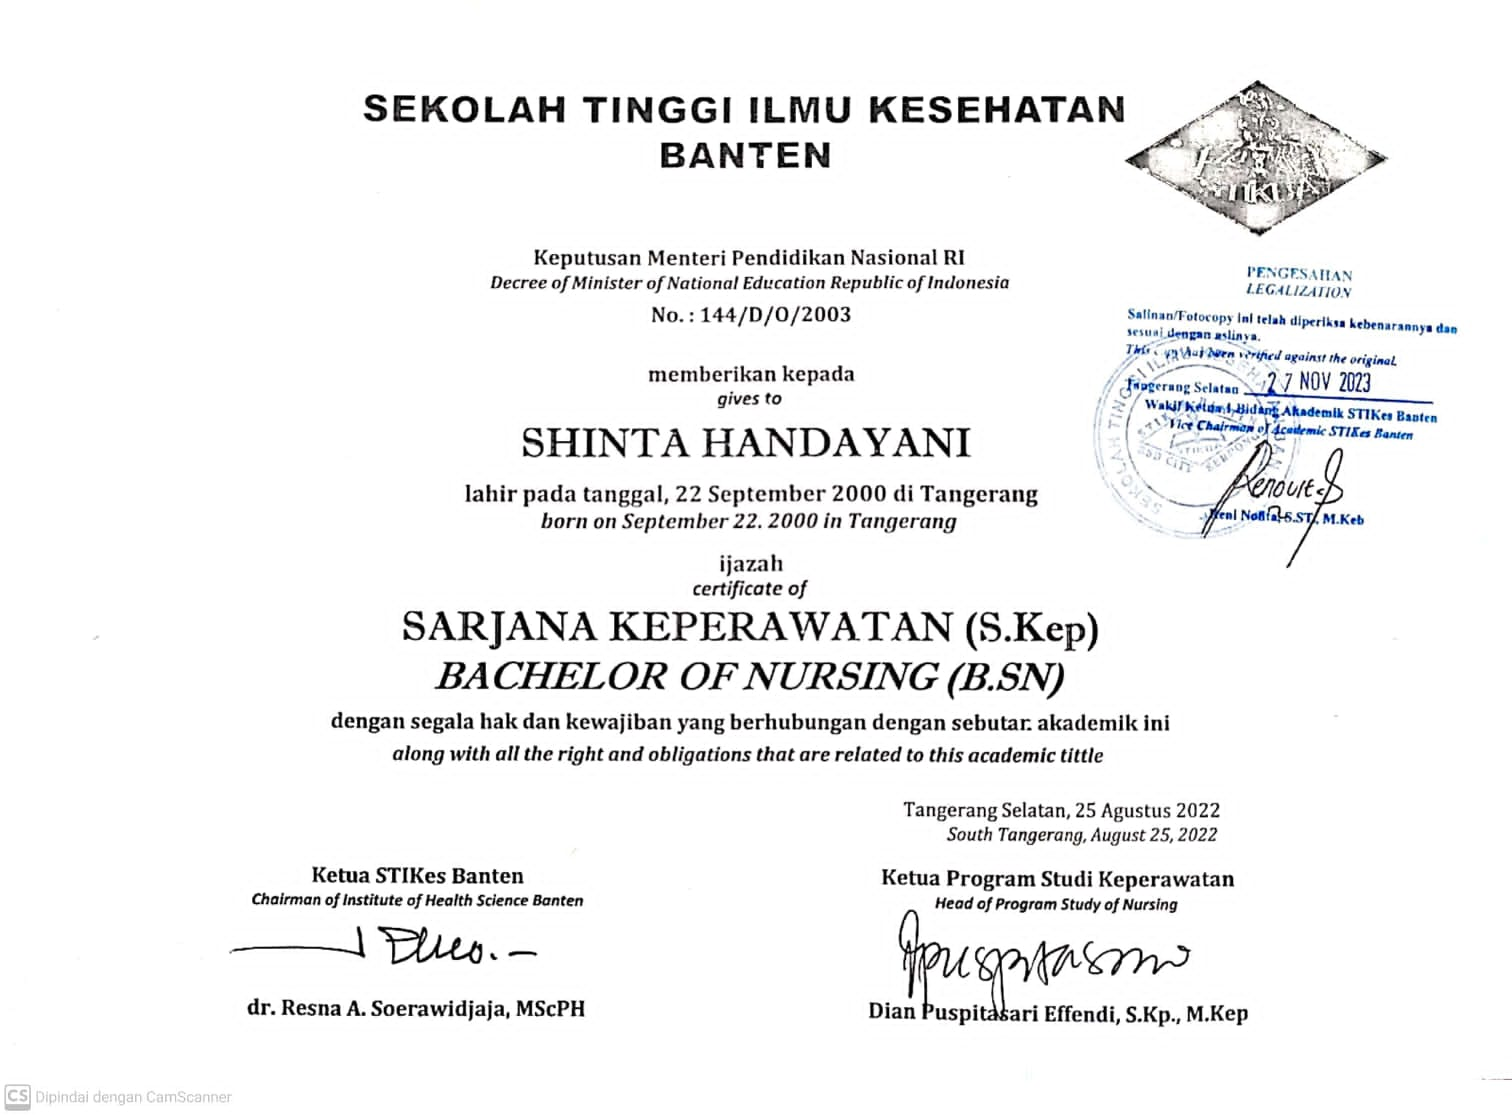 SEKOLAH TINGGI ILMU KESEHATAN
BANTEN
Keputusan Menteri Pendidikan Nasional RI
Decree of Minister of National Education Republic of Indonesia
No. : 144/D/O/2003
memberikan kepada
gives to
SHINTA HANDAYANI
lahir pada tanggal, 22 September 2000 di Tangerang
born on September 22. 2000 in Tangerang
ijazah
certificate of
SARJANA KEPERAWATAN (S.Kep)
BACHELOR OF NURSING (B.SN)
dengan segala hak dan kewajiban yang berhubungan dengan sebutan akademik ini
along with all the right and obligations that are related to this academic tittle
PENGESAHAN
LEGALIZATION
Salinan/Fotocopy ini telah diperiksa kebenarannya dan
sesuai dengan aslinya.
This been verified against the original.
Tangerang Selatan 27 NOV 2023
Wakil Ketua I Bidang Akademik STIKes Banten
Vice Chairman of Academic STIKes Banten
S.ST, M.Keb
SEKOLAH TINGGI ILMU KESEHATAN
BSD CITY SERPONG
Tangerang Selatan, 25 Agustus 2022
South Tangerang, August 25, 2022
Ketua STIKes Banten
Chairman of Institute of Health Science Banten
dr. Resna A. Soerawidjaja, MScPH
Ketua Program Studi Keperawatan
Head of Program Study of Nursing
Dian Puspitasari Effendi, S.Kp., M.Kep
CS Dipindai dengan CamScanner